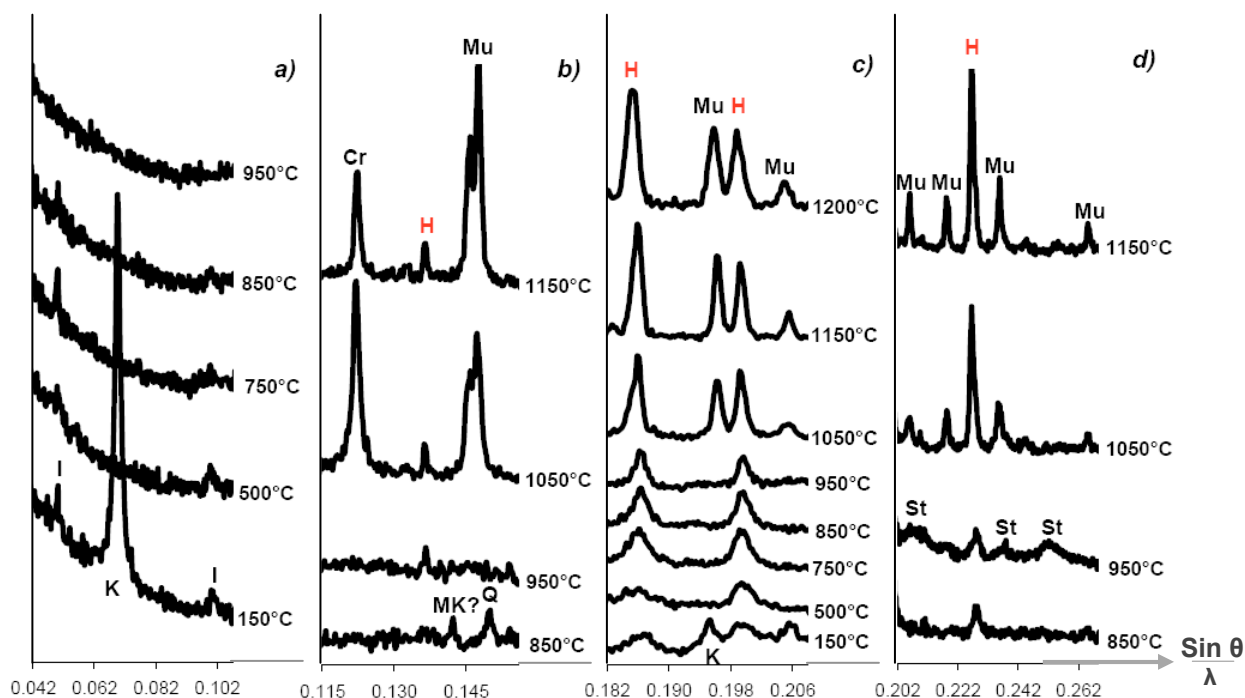 a)
950°C
850°C
750°C
500°C
150°C
I
K
I
0.042 0.062 0.082 0.102
b)
Mu
Cr
H
1150°C
1050°C
950°C
MK?
Q
850°C
0.115 0.130 0.145
c)
H
Mu
H
Mu
1200°C
1150°C
1050°C
950°C
850°C
750°C
500°C
150°C
K
0.182 0.190 0.198 0.206
d)
H
Mu Mu Mu Mu
1150°C
1050°C
St St St
950°C
850°C
0.202 0.222 0.242 0.262
Sin θ
λ